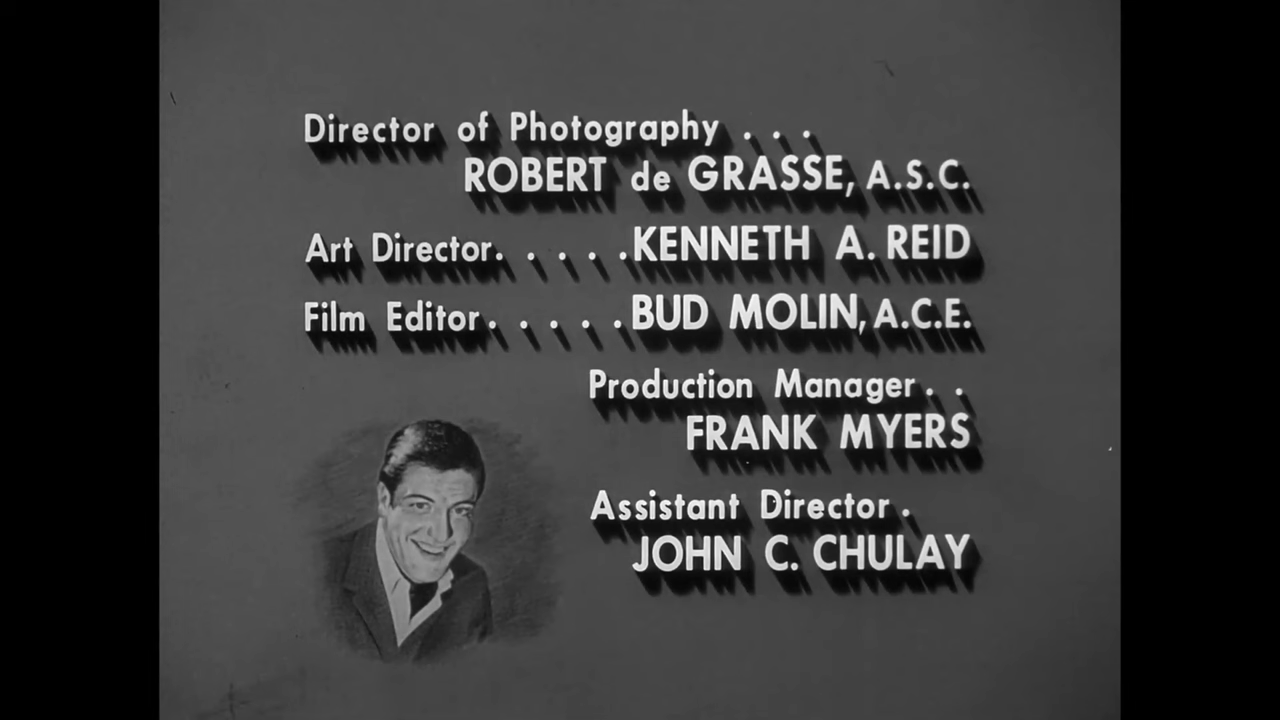 Director of Photography . . .
ROBERT de GRASSE, A.S.C.
Art Director. . . . . KENNETH A. REID
Film Editor. . . . . BUD MOLIN, A.C.E.
Production Manager. .
FRANK MYERS
Assistant Director .
JOHN C. CHULAY